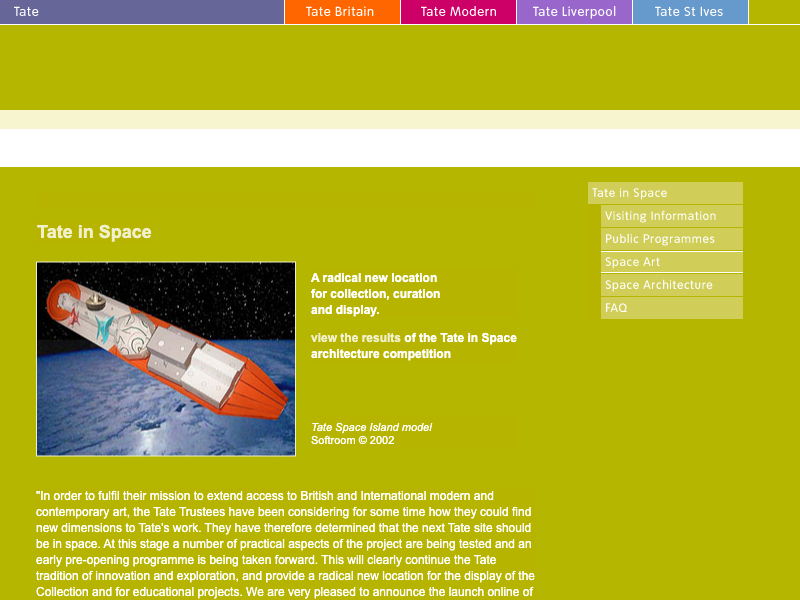 Tate
Tate Britain
Tate Modern
Tate Liverpool
Tate St Ives
Tate in Space
Visiting Information
Public Programmes
Space Art
Space Architecture
FAQ
Tate in Space
A radical new location
for collection, curation
and display.
view the results of the Tate in Space
architecture competition
Tate Space Island model
Softroom © 2002
"In order to fulfil their mission to extend access to British and International modern and
contemporary art, the Tate Trustees have been considering for some time how they could find
new dimensions to Tate's work. They have therefore determined that the next Tate site should
be in space. At this stage a number of practical aspects of the project are being tested and an
early pre-opening programme is being taken forward. This will clearly continue the Tate
tradition of innovation and exploration, and provide a radical new location for the display of the
Collection and for educational projects. We are very pleased to announce the launch online of